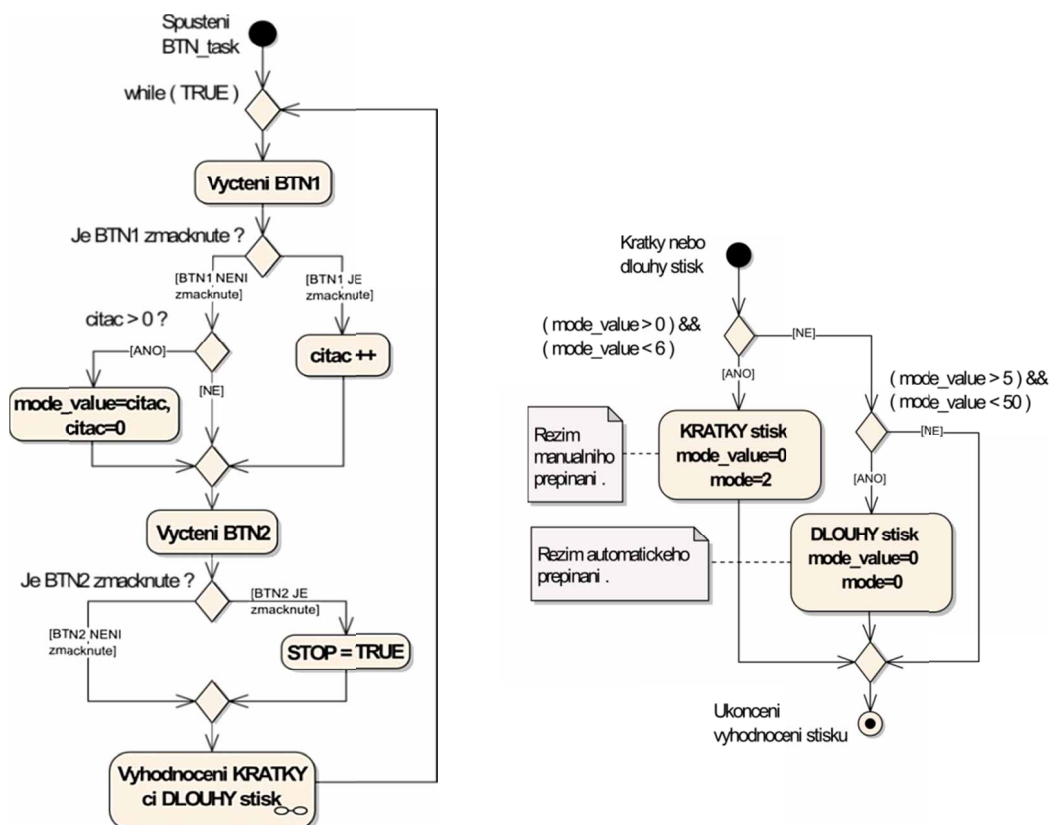 Spusteni
BTN_task
while ( TRUE )
Vycteni BTN1
Je BTN1 zmacknute ?
[BTN1 NENI
zmacknute]
[BTN1 JE
zmacknute]
citac > 0 ?
[ANO]
[NE]
citac ++
mode_value=citac,
citac=0
Vycteni BTN2
Je BTN2 zmacknute ?
[BTN2 JE
zmacknute]
[BTN2 NENI
zmacknute]
STOP = TRUE
Vyhodnoceni KRATKY
ci DLOUHY stisk
Kratky nebo
dlouhy stisk
( mode_value > 0 ) &&
( mode_value < 6 )
[NE]
[ANO]
( mode_value > 5 ) &&
( mode_value < 50 )
[NE]
[ANO]
Rezim
manualniho
prepinani .
KRATKY stisk
mode_value=0
mode=2
Rezim automatickeho
prepinani .
DLOUHY stisk
mode_value=0
mode=0
Ukonceni
vyhodnoceni stisku